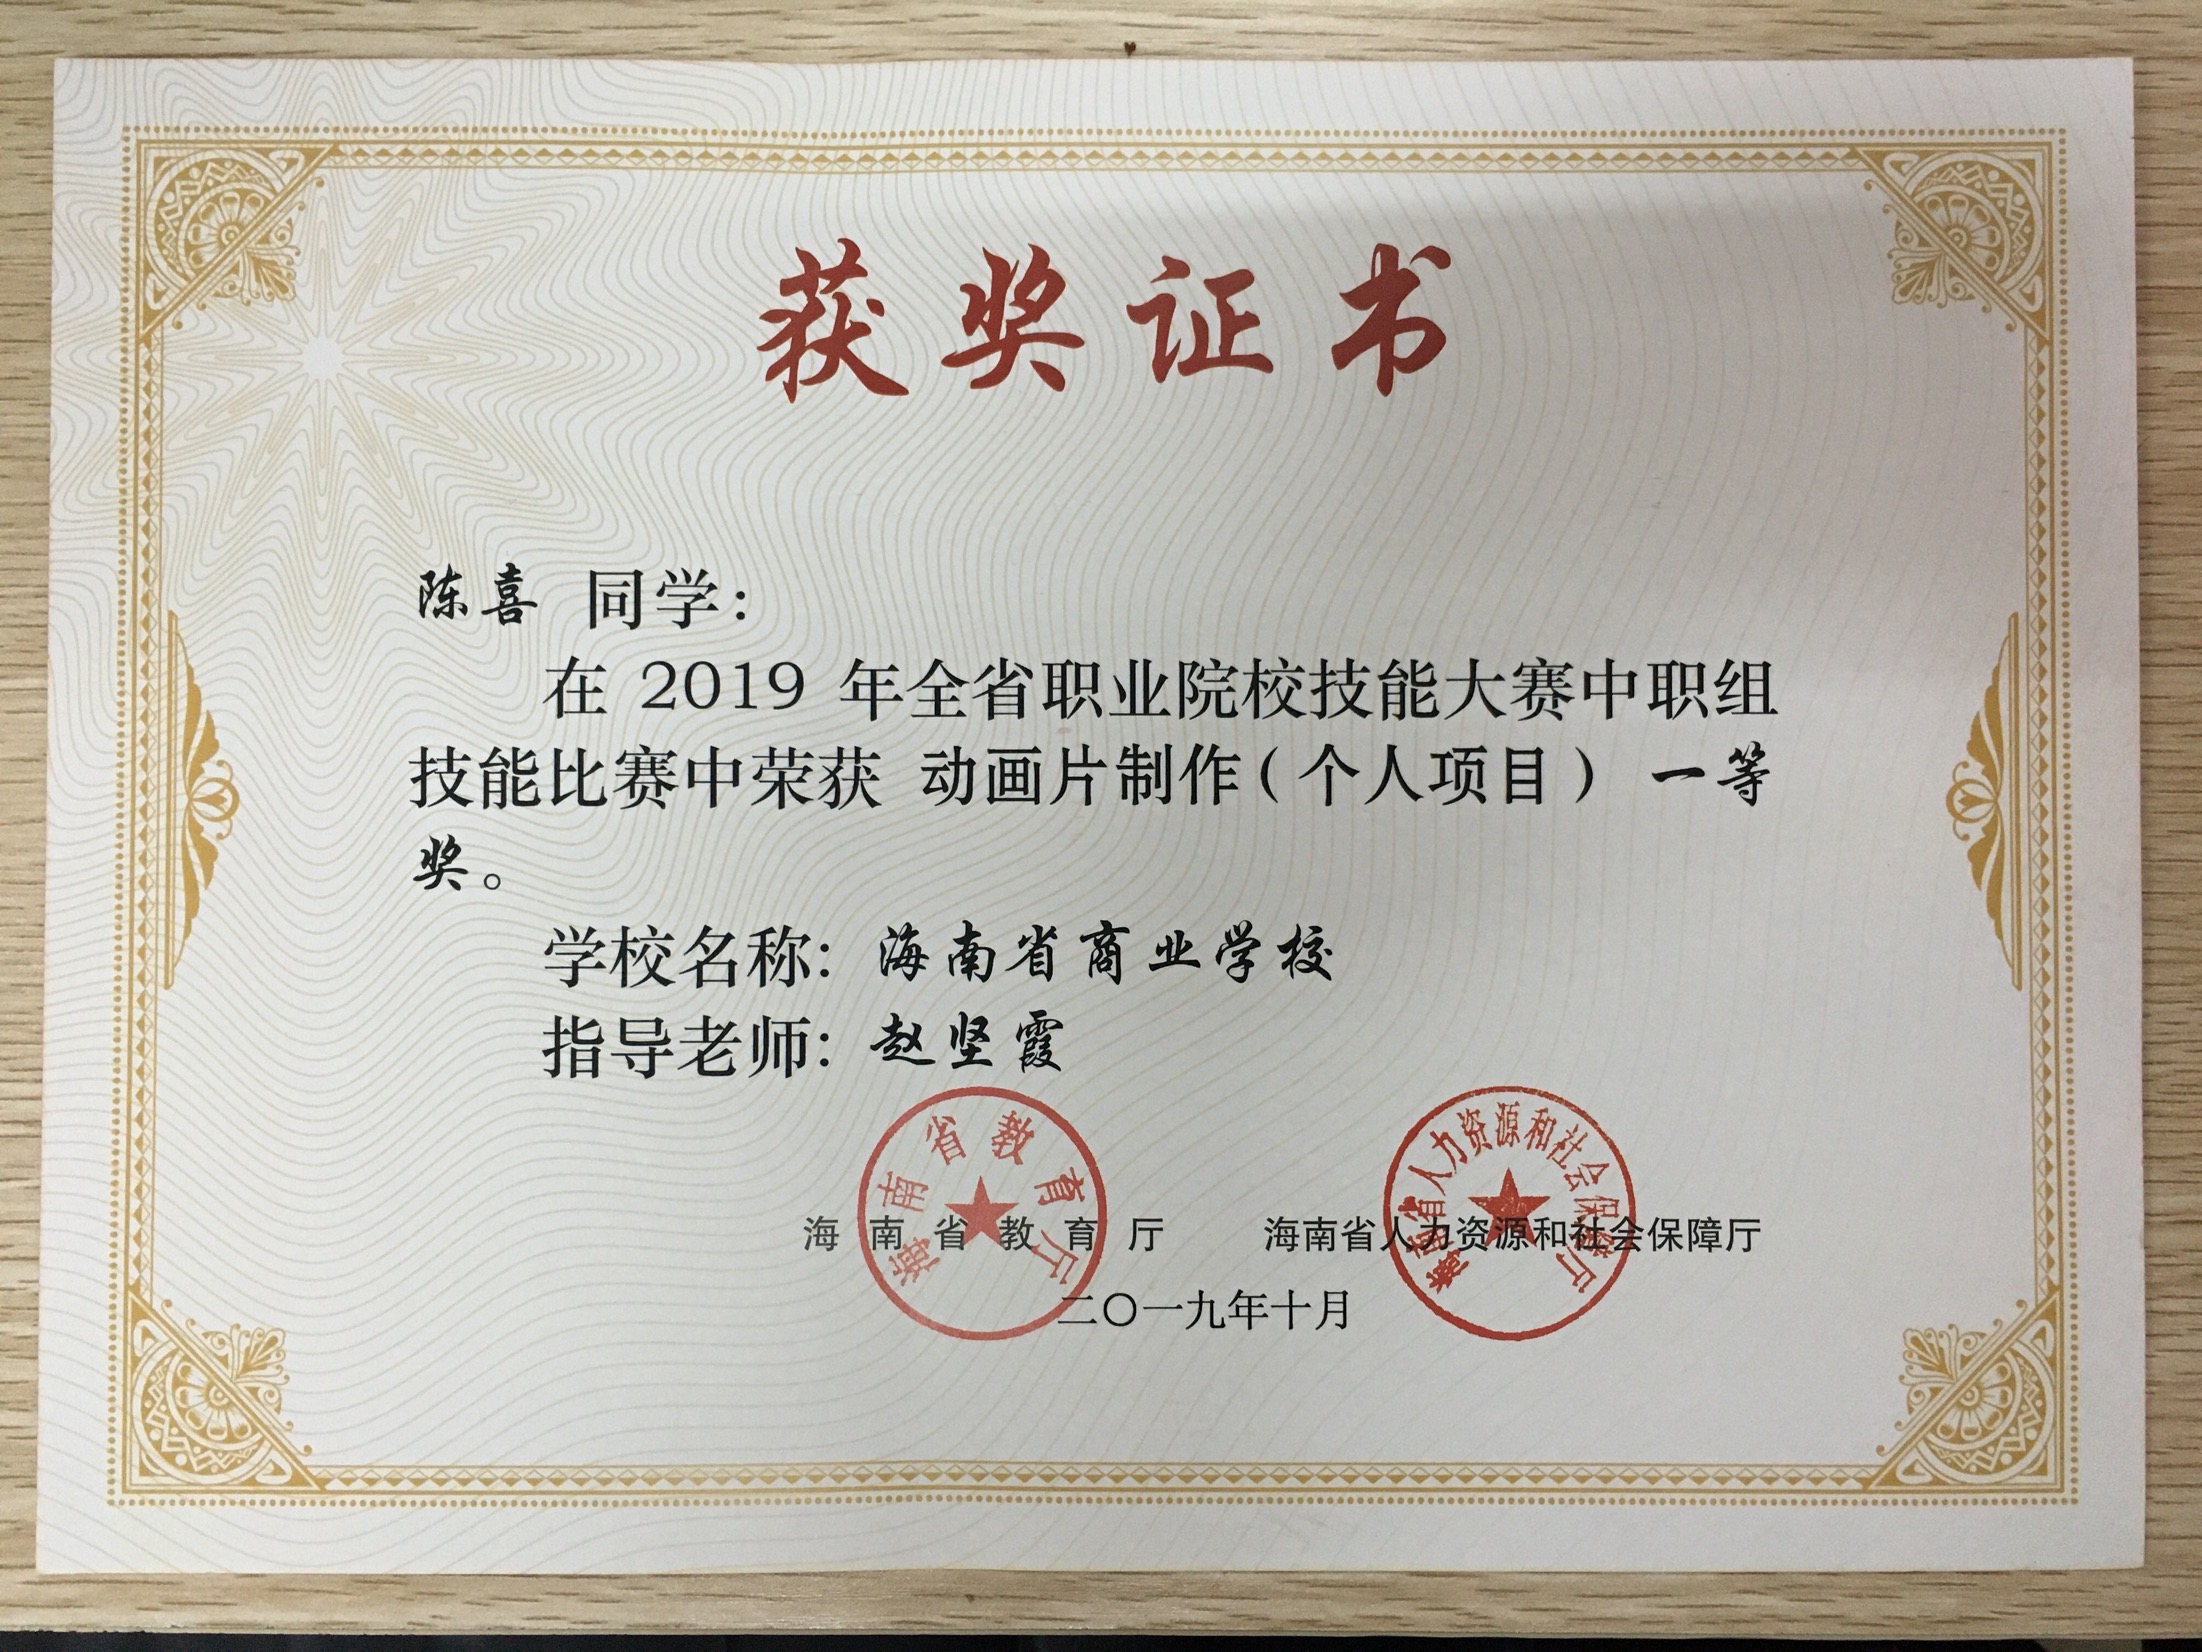 获奖证书
陈喜 同学：
在 2019 年全省职业院校技能大赛中职组
技能比赛中荣获 动画片制作（个人项目） 一等
奖。
学校名称：海南省商业学校
指导老师：赵坚霞
海南省教育厅
海南省人力资源和社会保障厅
海南省教育厅 海南省人力资源和社会保障厅
二〇一九年十月